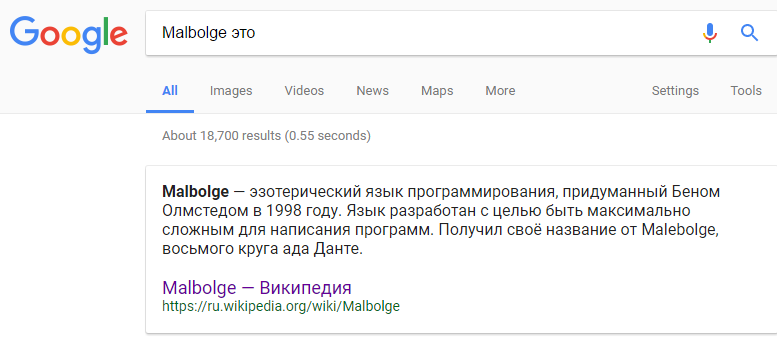 Google
Malbolge это
All Images Videos News Maps More Settings Tools
About 18,700 results (0.55 seconds)
Malbolge — эзотерический язык программирования, придуманный Беном
Олмстедом в 1998 году. Язык разработан с целью быть максимально
сложным для написания программ. Получил своё название от Malebolge,
восьмого круга ада Данте.
Malbolge — Википедия
https://ru.wikipedia.org/wiki/Malbolge